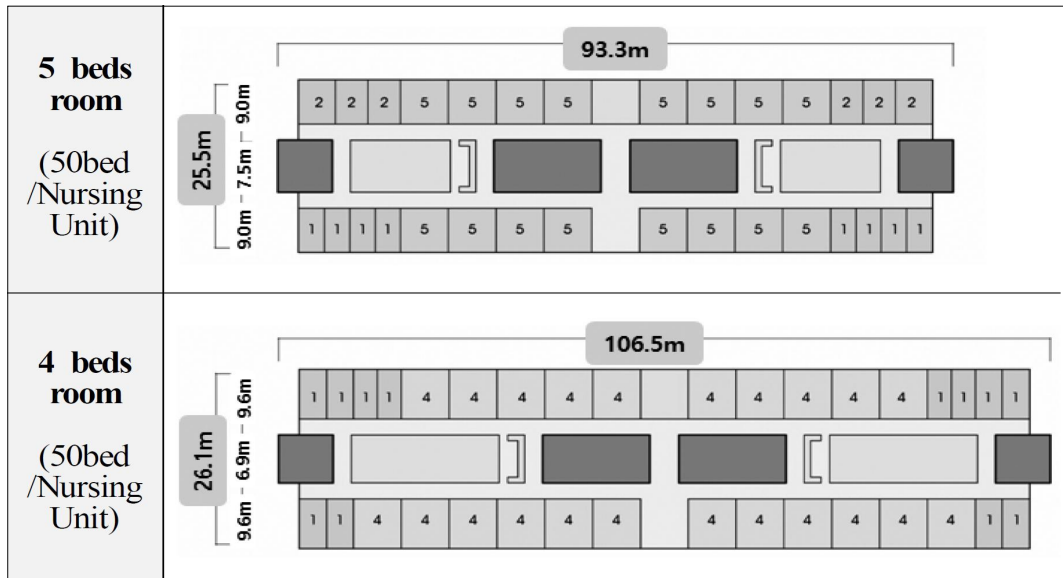 5 beds
room
(50bed
/Nursing
Unit)
93.3m
25.5m
9.0m – 7.5m – 9.0m
2 2 2 5 5 5 5 5 5 5 5 2 2 2
1 1 1 1 5 5 5 5 5 5 5 5 1 1 1 1
4 beds
room
(50bed
/Nursing
Unit)
106.5m
26.1m
9.6m – 6.9m – 9.6m
1 1 1 1 4 4 4 4 4 4 4 4 4 4 1 1 1 1
1 1 4 4 4 4 4 4 4 4 4 4 4 4 1 1